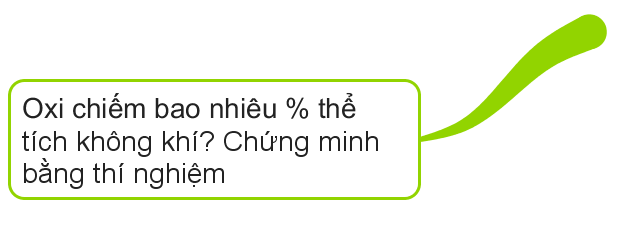 Oxi chiếm bao nhiêu % thể
tích không khí? Chứng minh
bằng thí nghiệm